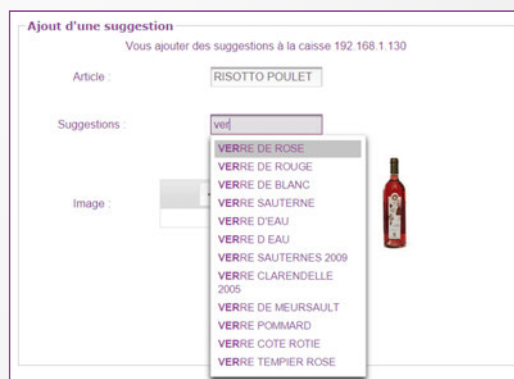 Ajout d'une suggestion
Vous ajouter des suggestions à la caisse 192.168.1.130
Article :
RISOTTO POULET
Suggestions :
ver
VERRE DE ROSE
VERRE DE ROUGE
VERRE DE BLANC
VERRE SAUTERNE
VERRE D'EAU
VERRE D EAU
VERRE SAUTERNES 2009
VERRE CLARENDELLE
2005
VERRE DE MEURSAULT
VERRE POMMARD
VERRE COTE ROTIE
VERRE TEMPIER ROSE
Image :